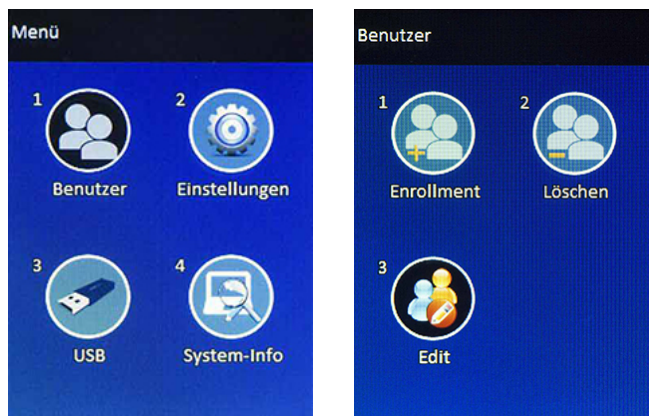 Menü
1
Benutzer
2
Einstellungen
3
USB
4
System-Info
Benutzer
1
Enrollment
2
Löschen
3
Edit